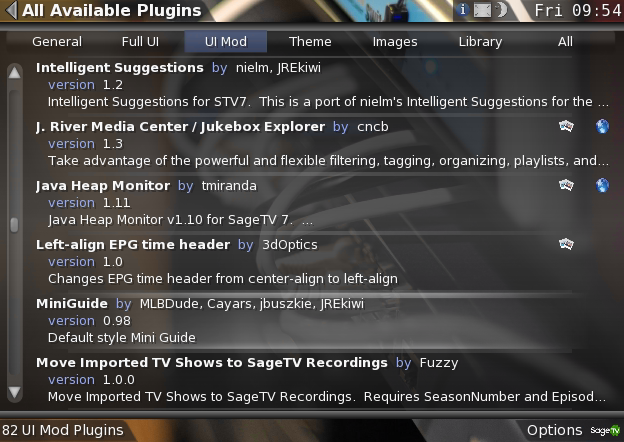 All Available Plugins
Fri 09:54
General Full UI UI Mod Theme Images Library All
Intelligent Suggestions by nielm, JREkiwi
version 1.2
Intelligent Suggestions for STV7. This is a port of nielm's Intelligent Suggestions for the ...
J. River Media Center / Jukebox Explorer by cncb
version 1.3
Take advantage of the powerful and flexible filtering, tagging, organizing, playlists, and...
Java Heap Monitor by tmiranda
version 1.11
Java Heap Monitor v1.10 for SageTV 7. ...
Left-align EPG time header by 3dOptics
version 1.0
Changes EPG time header from center-align to left-align
MiniGuide by MLBDude, Cayars, jbuszkie, JREkiwi
version 0.98
Default style Mini Guide
Move Imported TV Shows to SageTV Recordings by Fuzzy
version 1.0.0
Move Imported TV Shows to SageTV Recordings. Requires SeasonNumber and Episod...
82 UI Mod Plugins
Options SageTV